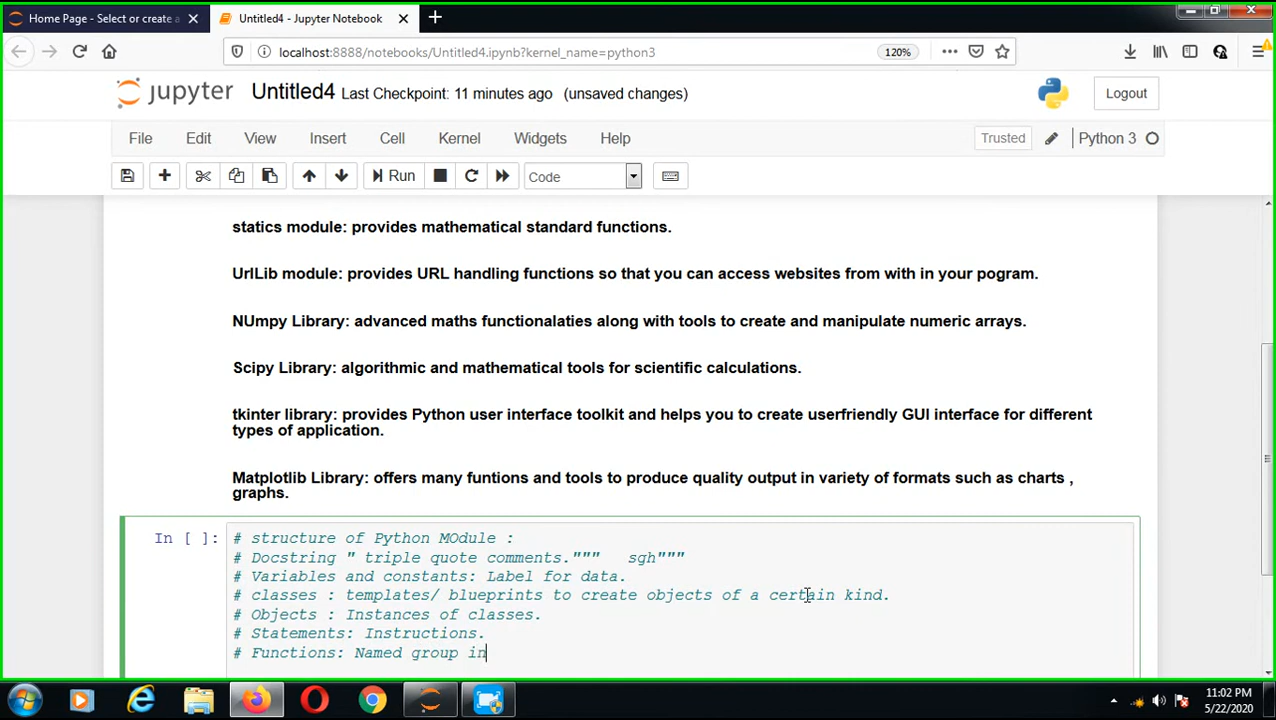 Home Page - Select or create a
Untitled4 - Jupyter Notebook
localhost:8888/notebooks/Untitled4.ipynb?kernel_name=python3
120%
jupyter Untitled4 Last Checkpoint: 11 minutes ago (unsaved changes)
Logout
File Edit View Insert Cell Kernel Widgets Help
Trusted
Python 3
Run
Code
statics module: provides mathematical standard functions.
UrlLib module: provides URL handling functions so that you can access websites from with in your pogram.
NUmpy Library: advanced maths functionalaties along with tools to create and manipulate numeric arrays.
Scipy Library: algorithmic and mathematical tools for scientific calculations.
tkinter library: provides Python user interface toolkit and helps you to create userfriendly GUI interface for different
types of application.
Matplotlib Library: offers many funtions and tools to produce quality output in variety of formats such as charts ,
graphs.
In [ ]:
# structure of Python MOdule :
# Docstring " triple quote comments.""" sgh"""
# Variables and constants: Label for data.
# classes : templates/ blueprints to create objects of a certain kind.
# Objects : Instances of classes.
# Statements: Instructions.
# Functions: Named group in
11:02 PM
5/22/2020